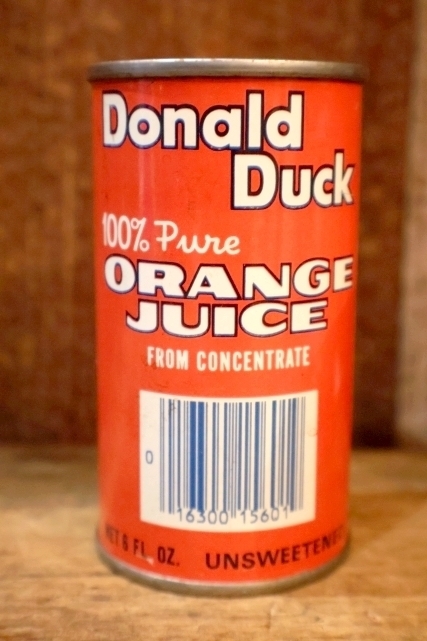 Donald
Duck
100% Pure
ORANGE
JUICE
FROM CONCENTRATE
0
16300 15601
NET 6 FL. OZ. UNSWEETENED